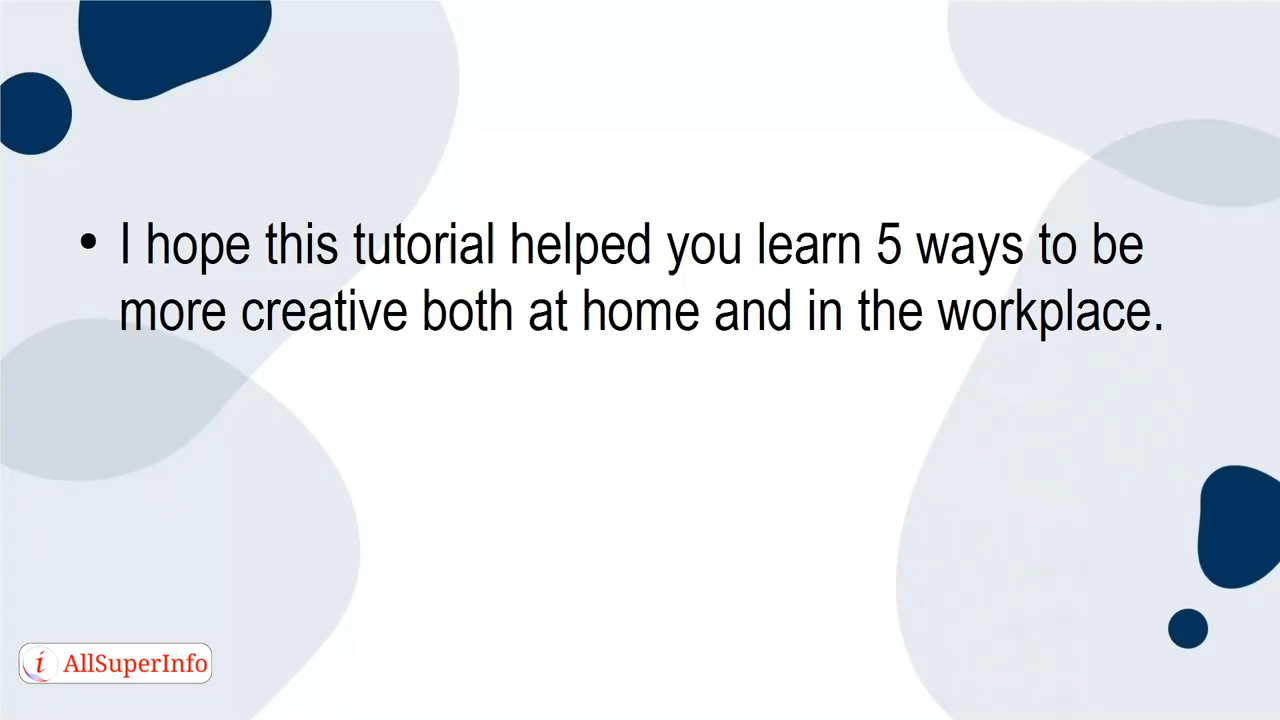 • I hope this tutorial helped you learn 5 ways to be
more creative both at home and in the workplace.
i AllSuperInfo